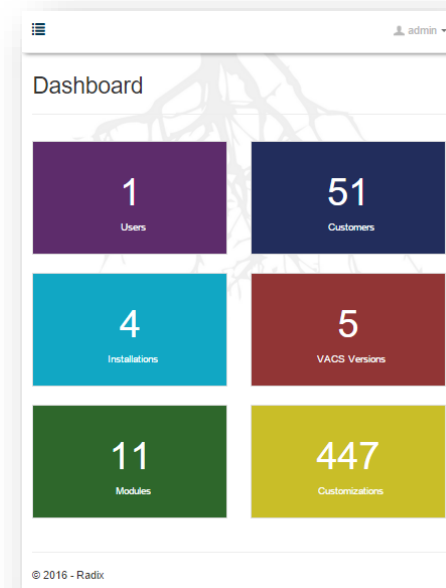 admin
Dashboard
1
Users
51
Customers
4
Installations
5
VACS Versions
11
Modules
447
Customizations
© 2016 - Radix